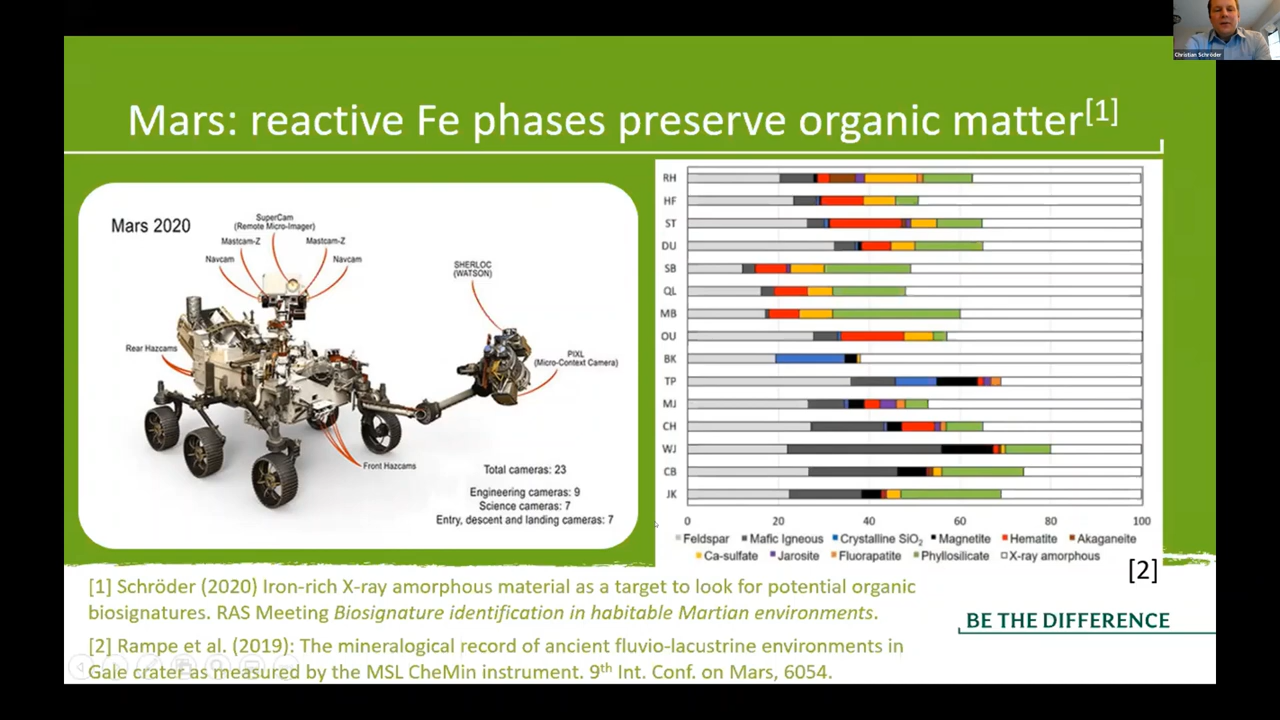 Christian Schröder
Mars: reactive Fe phases preserve organic matter[1]
Mars 2020
SuperCam
(Remote Micro-Imager)
Mastcam-Z
Mastcam-Z
Navcam
Navcam
SHERLOC
(WATSON)
Rear Hazcams
PIXL
(Micro-Context Camera)
Front Hazcams
Total cameras: 23
Engineering cameras: 9
Science cameras: 7
Entry, descent and landing cameras: 7
RH
HF
ST
DU
SB
QL
MB
OU
BK
TP
MJ
CH
WJ
CB
JK
0 20 40 60 80 100
Feldspar Mafic Igneous Crystalline SiO₂ Magnetite Hematite Akaganeite
Ca-sulfate Jarosite Fluorapatite Phyllosilicate X-ray amorphous
[2]
[1] Schröder (2020) Iron-rich X-ray amorphous material as a target to look for potential organic
biosignatures. RAS Meeting Biosignature identification in habitable Martian environments.
BE THE DIFFERENCE
[2] Rampe et al. (2019): The mineralogical record of ancient fluvio-lacustrine environments in
Gale crater as measured by the MSL CheMin instrument. 9th Int. Conf. on Mars, 6054.